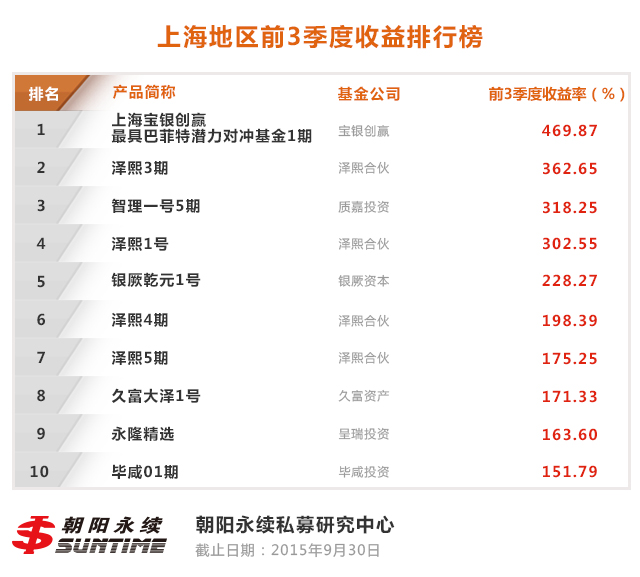 上海地区前3季度收益排行榜
排名 产品简称 基金公司 前3季度收益率（%）
1 上海宝银创赢
最具巴菲特潜力对冲基金1期 宝银创赢 469.87
2 泽熙3期 泽熙合伙 362.65
3 智理一号5期 质嘉投资 318.25
4 泽熙1号 泽熙合伙 302.55
5 银厥乾元1号 银厥资本 228.27
6 泽熙4期 泽熙合伙 198.39
7 泽熙5期 泽熙合伙 175.25
8 久富大泽1号 久富资产 171.33
9 永隆精选 呈瑞投资 163.60
10 毕咸01期 毕咸投资 151.79
朝阳永续
SUNTIME
朝阳永续私募研究中心
截止日期：2015年9月30日